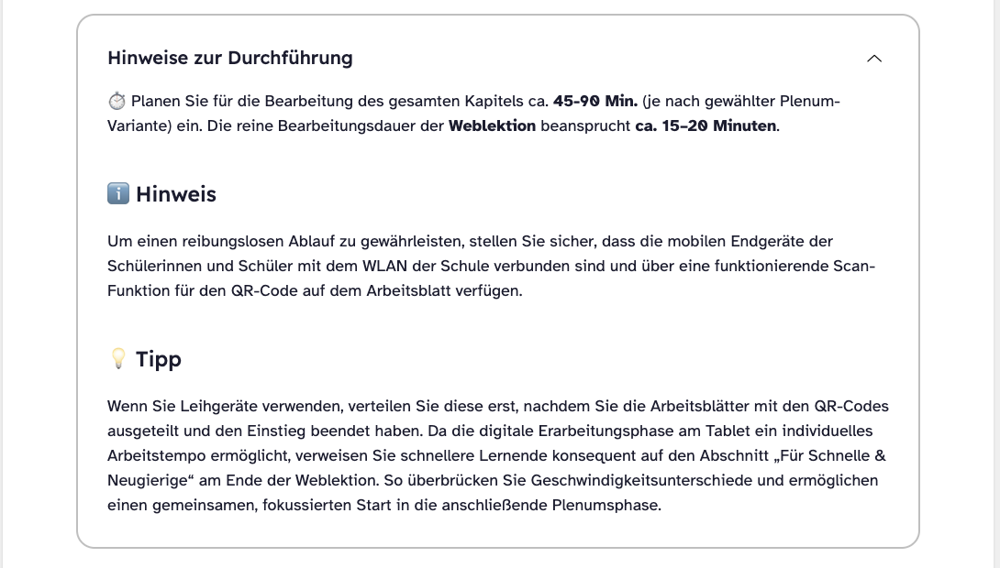 Hinweise zur Durchführung
⏱️ Planen Sie für die Bearbeitung des gesamten Kapitels ca. 45-90 Min. (je nach gewählter Plenum-
Variante) ein. Die reine Bearbeitungsdauer der Weblektion beansprucht ca. 15–20 Minuten.
ℹ️ Hinweis
Um einen reibungslosen Ablauf zu gewährleisten, stellen Sie sicher, dass die mobilen Endgeräte der
Schülerinnen und Schüler mit dem WLAN der Schule verbunden sind und über eine funktionierende Scan-
Funktion für den QR-Code auf dem Arbeitsblatt verfügen.
💡 Tipp
Wenn Sie Leihgeräte verwenden, verteilen Sie diese erst, nachdem Sie die Arbeitsblätter mit den QR-Codes
ausgeteilt und den Einstieg beendet haben. Da die digitale Erarbeitungsphase am Tablet ein individuelles
Arbeitstempo ermöglicht, verweisen Sie schnellere Lernende konsequent auf den Abschnitt „Für Schnelle &
Neugierige“ am Ende der Weblektion. So überbrücken Sie Geschwindigkeitsunterschiede und ermöglichen
einen gemeinsamen, fokussierten Start in die anschließende Plenumsphase.